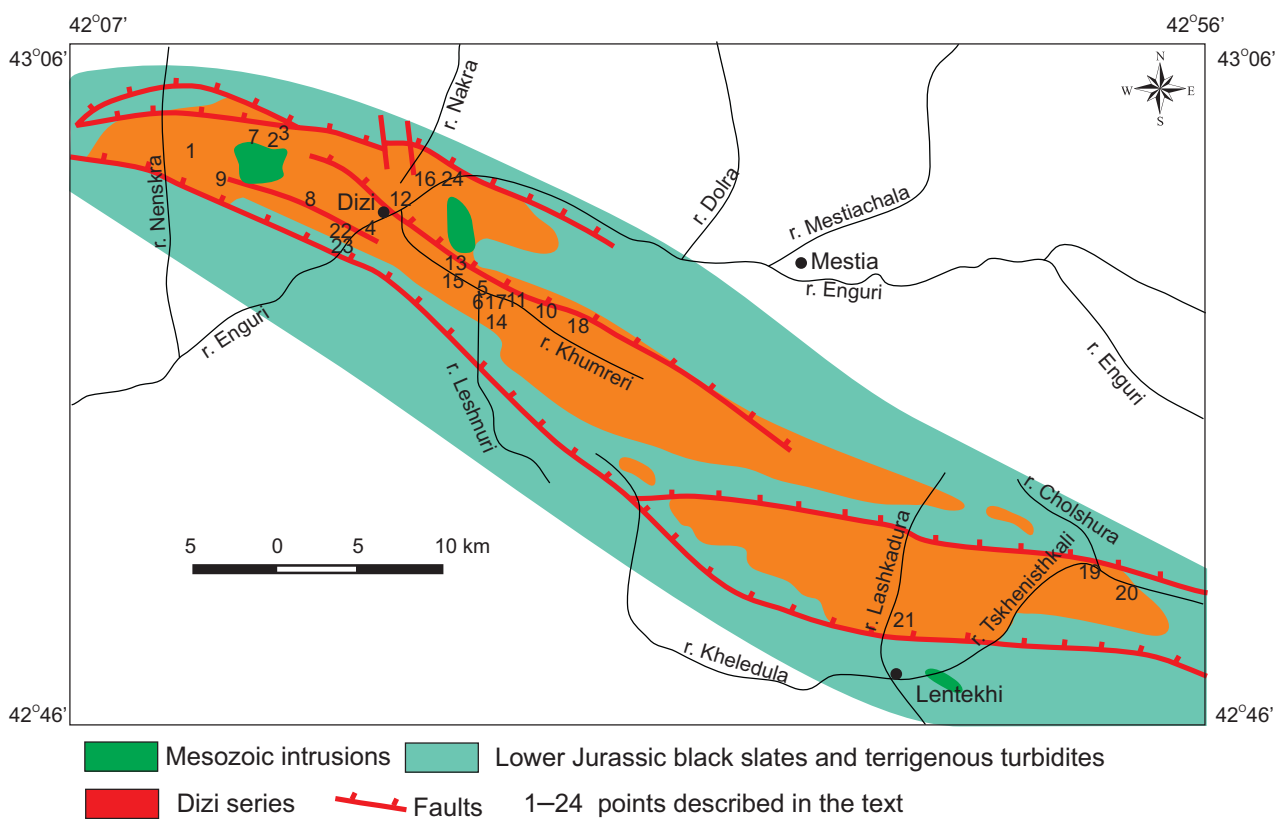 42°07' 42°56'
43°06' 43°06'
N
W E
S
r. Nakra
r. Nenskra
r. Dolra
r. Mestiachala
7 2 3
1
9
16 24
8
12
Dizi
22 4
23
Mestia
r. Enguri
13
15
5
6 17 11
10
14
18
r. Enguri
r. Khumreri
r. Enguri
r. Leshnuri
r. Cholshura
r. Lashkadura
r. Tskhenisthkali
5 0 5 10 km
19
20
21
r. Kheledula
Lentekhi
42°46' 42°46'
Mesozoic intrusions Lower Jurassic black slates and terrigenous turbidites
Dizi series Faults 1–24 points described in the text